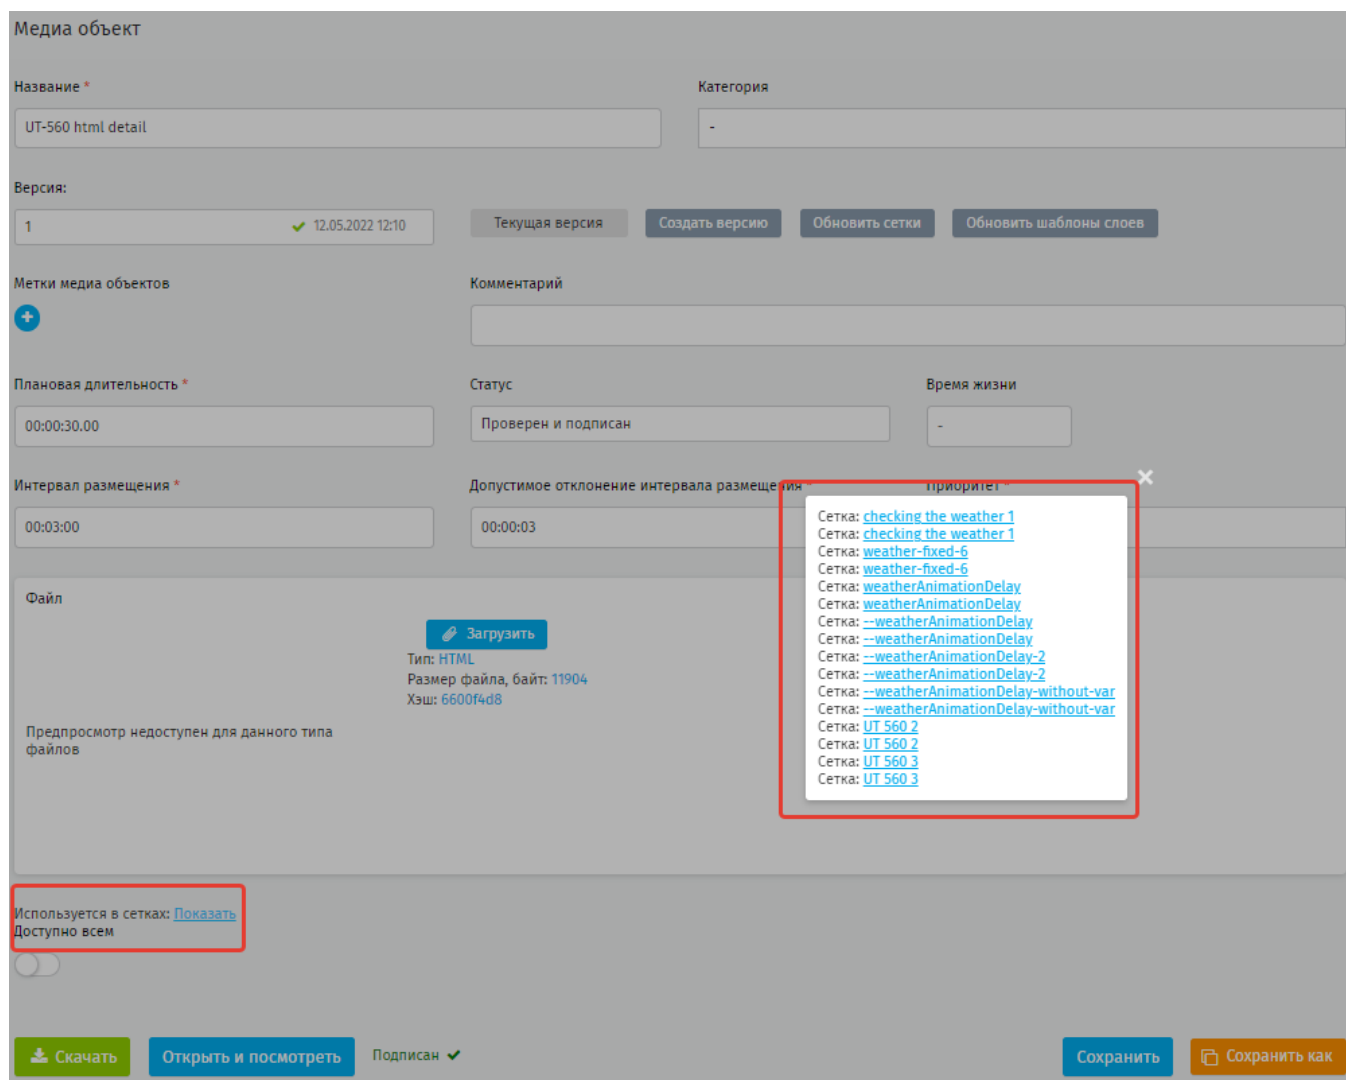 Медиа объект
Название *
Категория
UT-560 html detail
-
Версия:
1
12.05.2022 12:10
Текущая версия
Создать версию
Обновить сетки
Обновить шаблоны слоев
Метки медиа объектов
Комментарий
Плановая длительность *
Статус
Время жизни
00:00:30.00
Проверен и подписан
-
Интервал размещения *
Допустимое отклонение интервала размещения *
Приоритет *
00:03:00
00:00:03
Сетка: checking the weather 1
Сетка: checking the weather 1
Сетка: weather-fixed-6
Сетка: weather-fixed-6
Сетка: weatherAnimationDelay
Сетка: weatherAnimationDelay
Сетка: --weatherAnimationDelay
Сетка: --weatherAnimationDelay
Сетка: --weatherAnimationDelay-2
Сетка: --weatherAnimationDelay-2
Сетка: --weatherAnimationDelay-without-var
Сетка: --weatherAnimationDelay-without-var
Сетка: UT 560 2
Сетка: UT 560 2
Сетка: UT 560 3
Сетка: UT 560 3
Файл
Загрузить
Тип: HTML
Размер файла, байт: 11904
Хэш: 6600f4d8
Предпросмотр недоступен для данного типа
файлов
Используется в сетках: Показать
Доступно всем
Скачать
Открыть и посмотреть
Подписан
Сохранить
Сохранить как